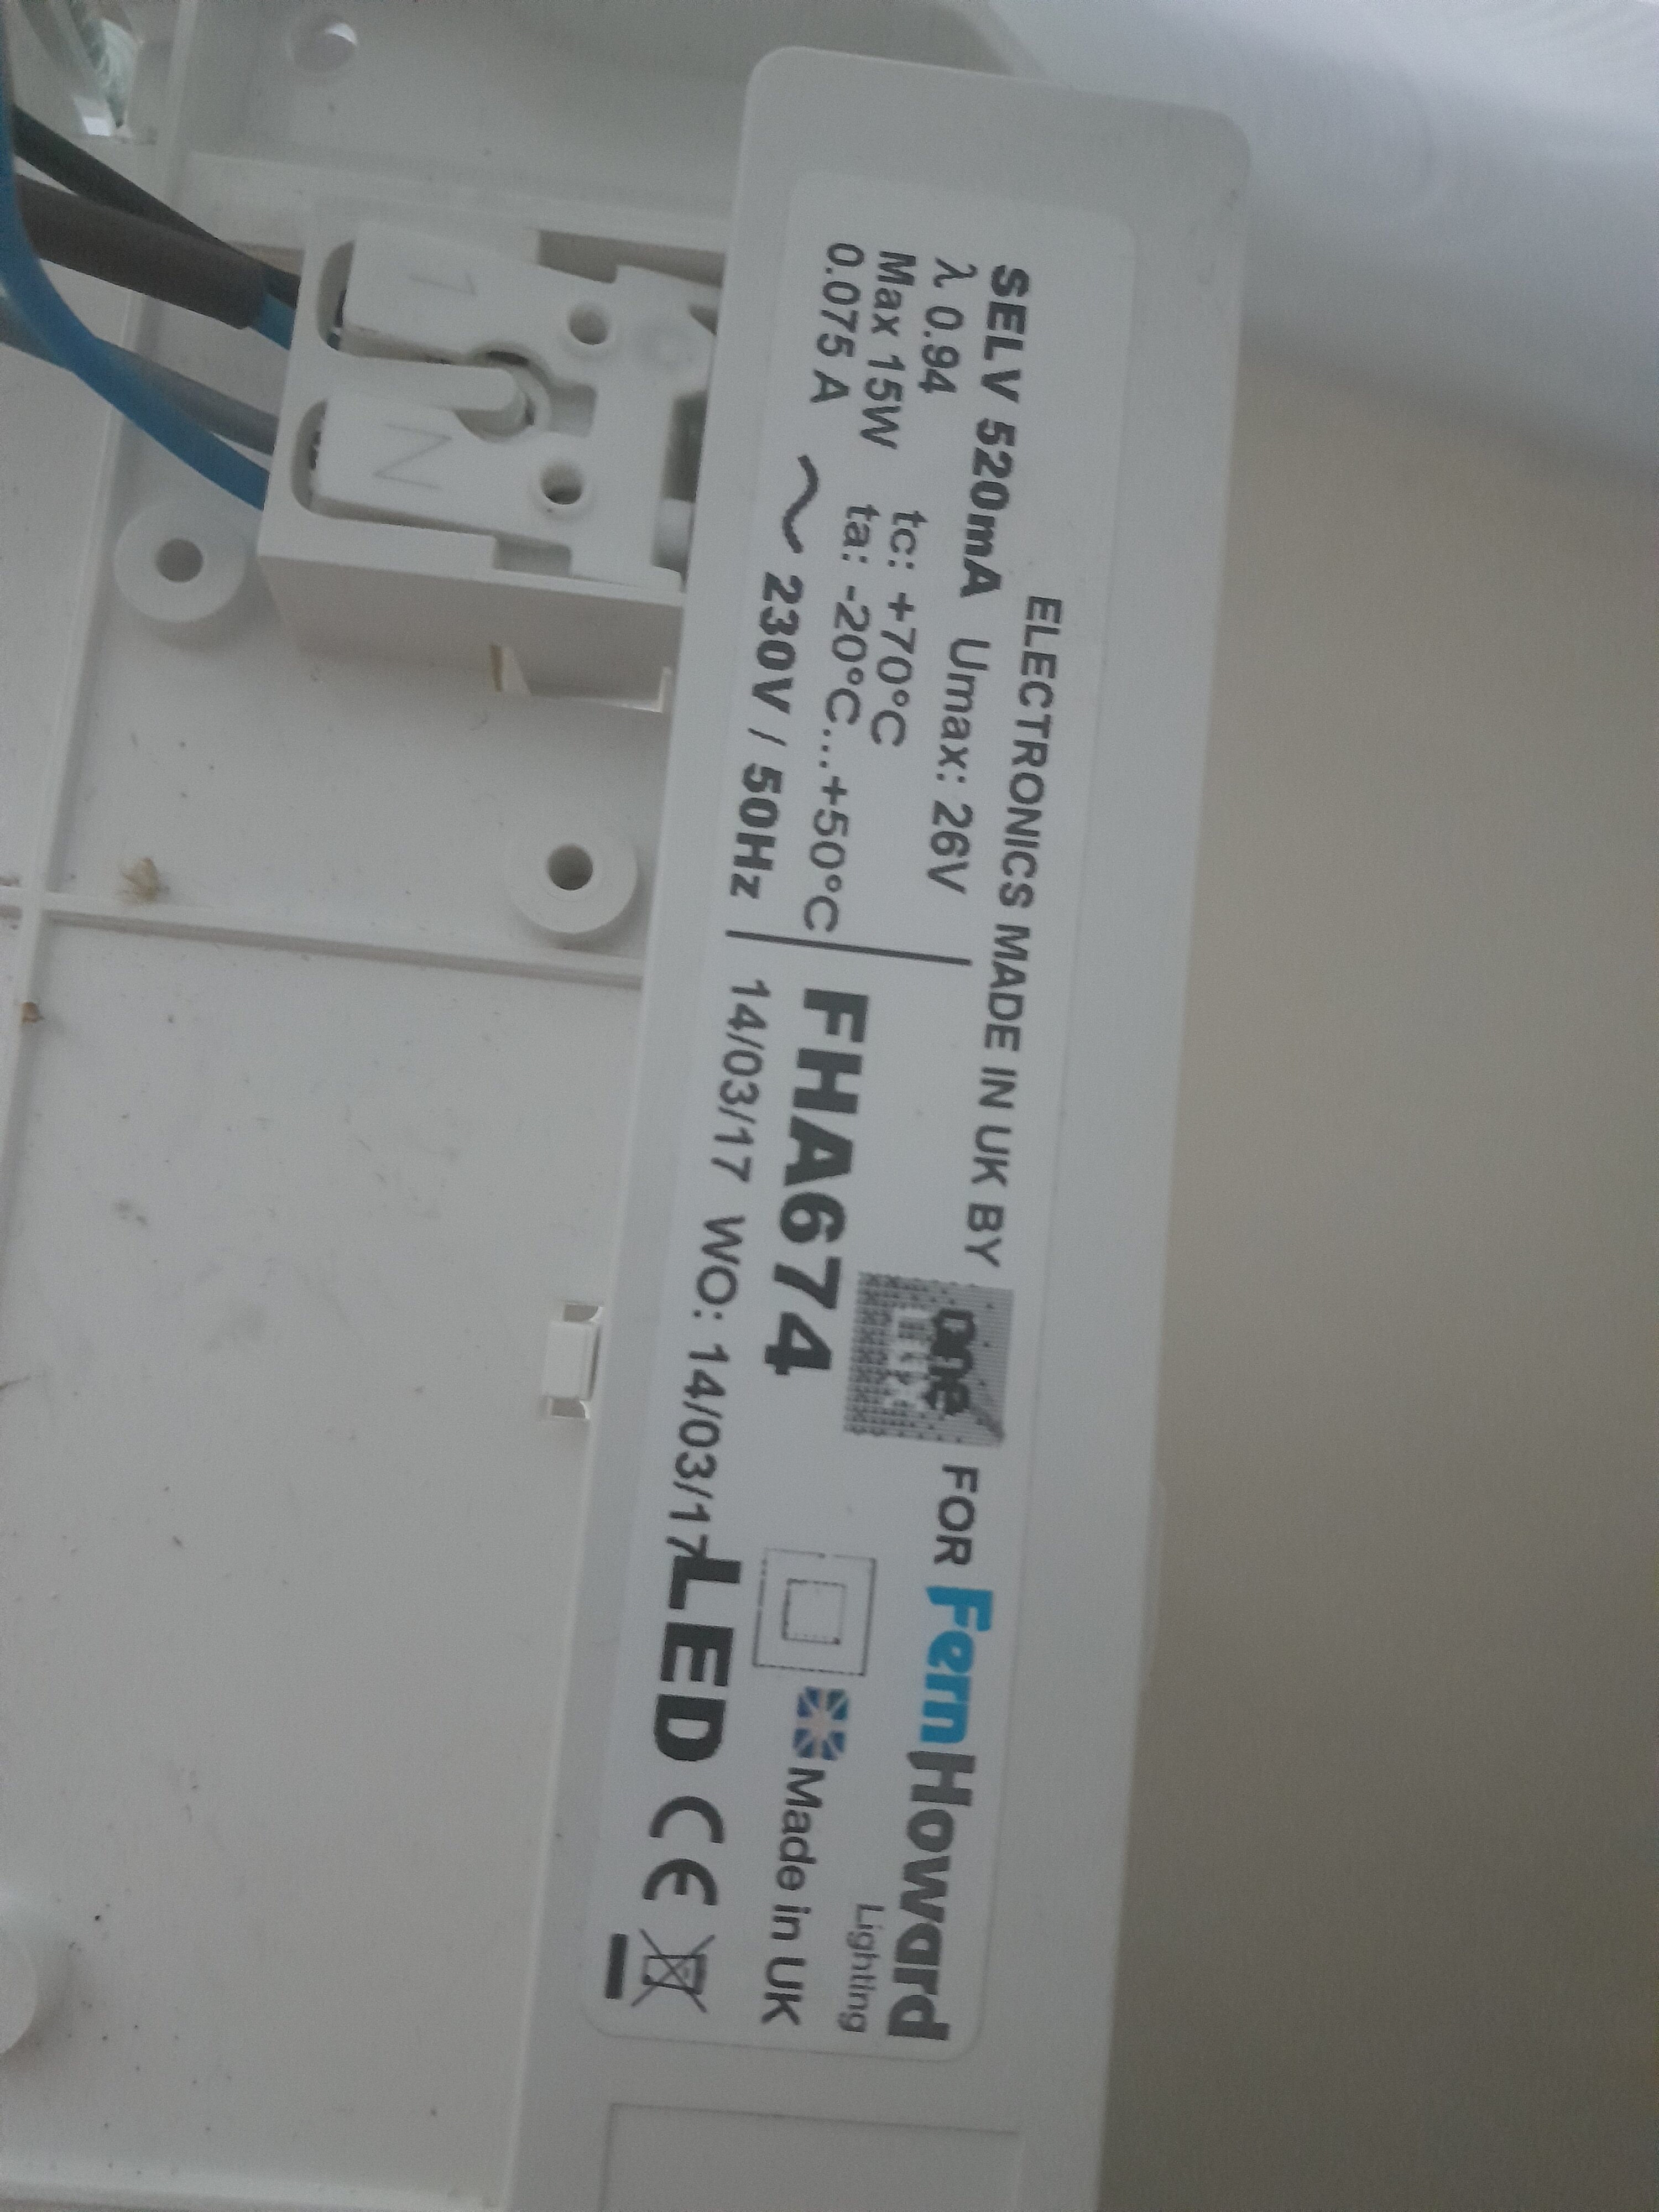 ELECTRONICS MADE IN UK BY one LUX FOR FernHoward
Lighting
SELV 520mA Umax: 26V
λ 0.94
Max 15W tc: +70°C
ta: -20°C...+50°C
0.075 A ~ 230V / 50Hz
FHA674
14/03/17 WO: 14/03/17
Made in UK
LED CE
1
N